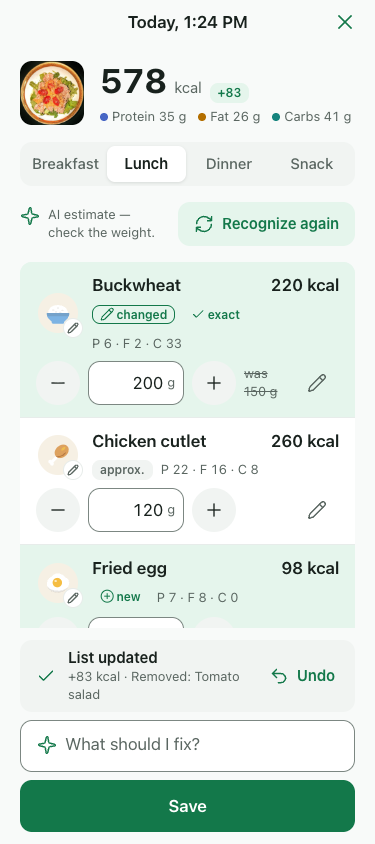 Today, 1:24 PM
578 kcal +83
Protein 35 g Fat 26 g Carbs 41 g
Breakfast Lunch Dinner Snack
AI estimate —
check the weight.
Recognize again
Buckwheat 220 kcal
changed exact
P 6 · F 2 · C 33
200 g
was
150 g
Chicken cutlet 260 kcal
approx. P 22 · F 16 · C 8
120 g
Fried egg 98 kcal
new P 7 · F 8 · C 0
List updated
+83 kcal · Removed: Tomato
salad
Undo
What should I fix?
Save